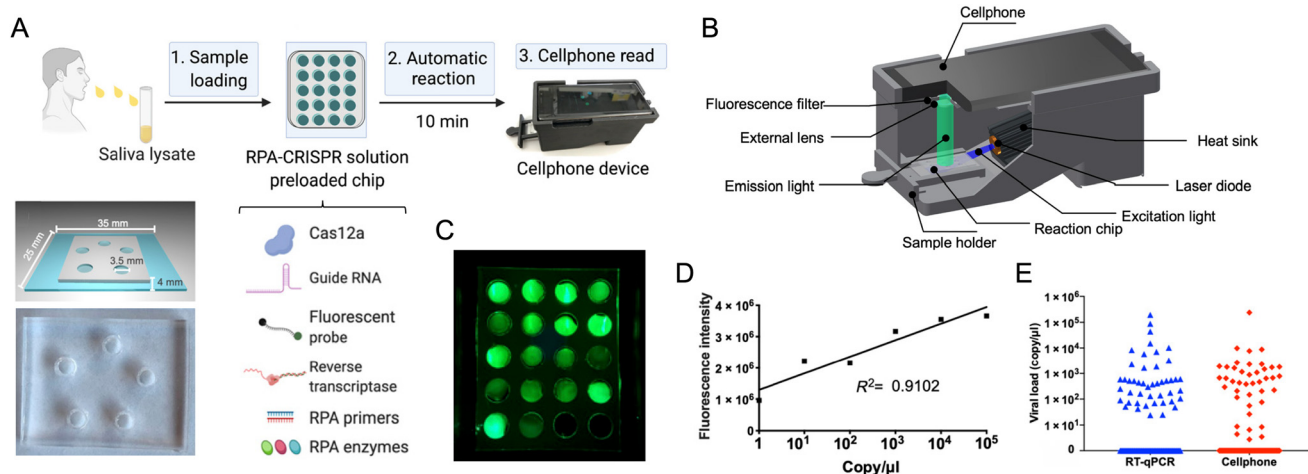 A
1. Sample
loading
2. Automatic
reaction
10 min
3. Cellphone read
Saliva lysate
RPA-CRISPR solution
preloaded chip
Cellphone device
35 mm
25 mm
3.5 mm
4 mm
Cas12a
Guide RNA
Fluorescent
probe
Reverse
transcriptase
RPA primers
RPA enzymes
B
Cellphone
Fluorescence filter
External lens
Emission light
Sample holder
Reaction chip
Excitation light
Laser diode
Heat sink
C
D
Fluorescence intensity
4 × 10⁶
3 × 10⁶
2 × 10⁶
1 × 10⁶
0
R²= 0.9102
1 10¹ 10² 10³ 10⁴ 10⁵
Copy/µl
E
Viral load (copy/µl)
1 × 10⁶
1 × 10⁵
1 × 10⁴
1 × 10³
1 × 10²
1 × 10¹
0
RT-qPCR Cellphone